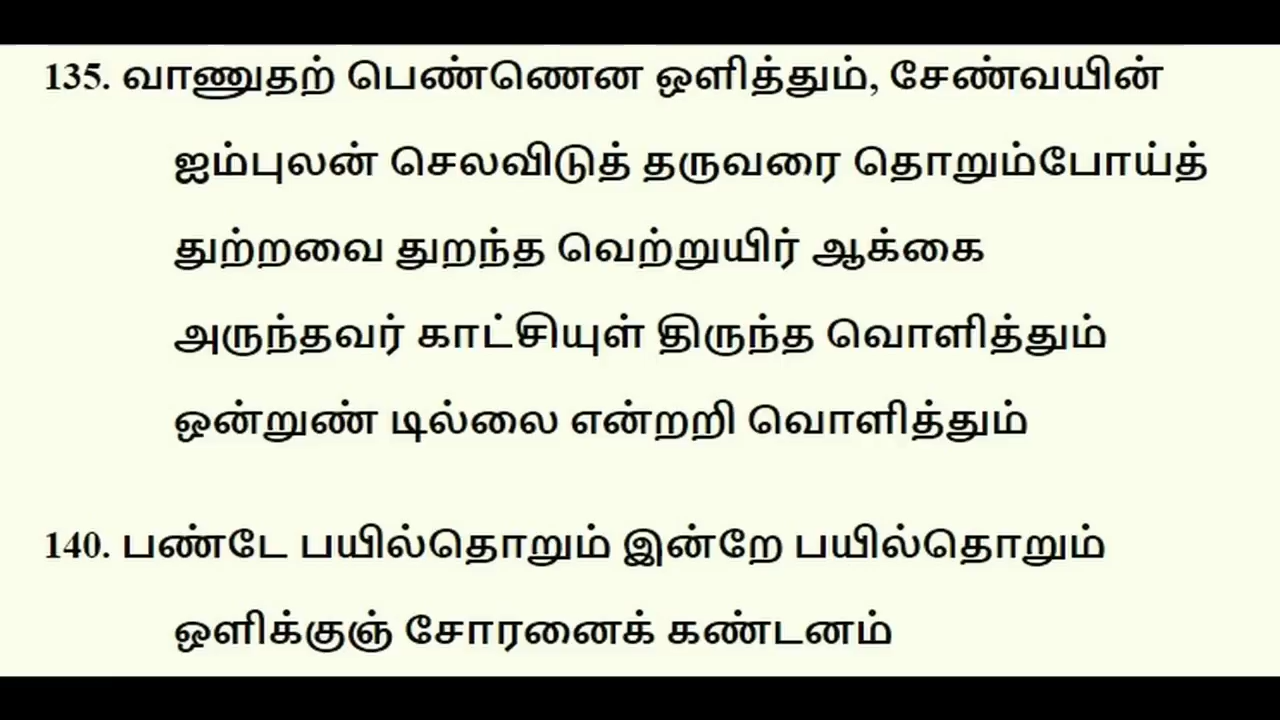 135. வாணுதற் பெண்ணென ஒளித்தும், சேண்வயின்
ஐம்புலன் செலவிடுத் தருவரை தொறும்போய்த்
துற்றவை துறந்த வெற்றுயிர் ஆக்கை
அருந்தவர் காட்சியுள் திருந்த வொளித்தும்
ஒன்றுண் டில்லை என்றறி வொளித்தும்
140. பண்டே பயில்தொறும் இன்றே பயில்தொறும்
ஒளிக்குஞ் சோரனைக் கண்டனம்